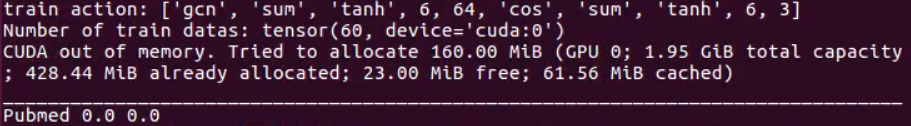 train action: ['gcn', 'sum', 'tanh', 6, 64, 'cos', 'sum', 'tanh', 6, 3]
Number of train datas: tensor(60, device='cuda:0')
CUDA out of memory. Tried to allocate 160.00 MiB (GPU 0; 1.95 GiB total capacity
; 428.44 MiB already allocated; 23.00 MiB free; 61.56 MiB cached)
________________________________________________________________________________
Pubmed 0.0 0.0